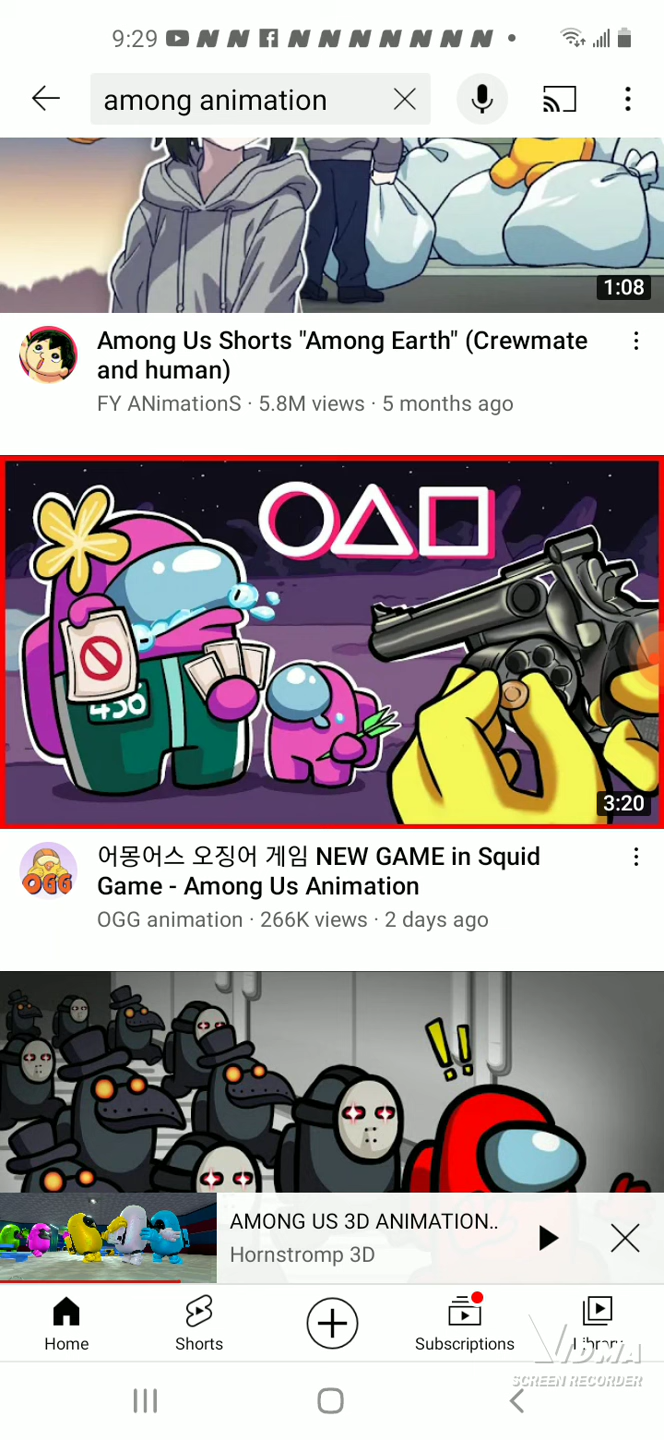 9:29
among animation
1:08
Among Us Shorts "Among Earth" (Crewmate
and human)
FY ANimationS · 5.8M views · 5 months ago
456
3:20
OGG
어몽어스 오징어 게임 NEW GAME in Squid
Game - Among Us Animation
OGG animation · 266K views · 2 days ago
!!
AMONG US 3D ANIMATION..
Hornstromp 3D
Home
Shorts
Subscriptions
Library
VIDMA
SCREEN RECORDER